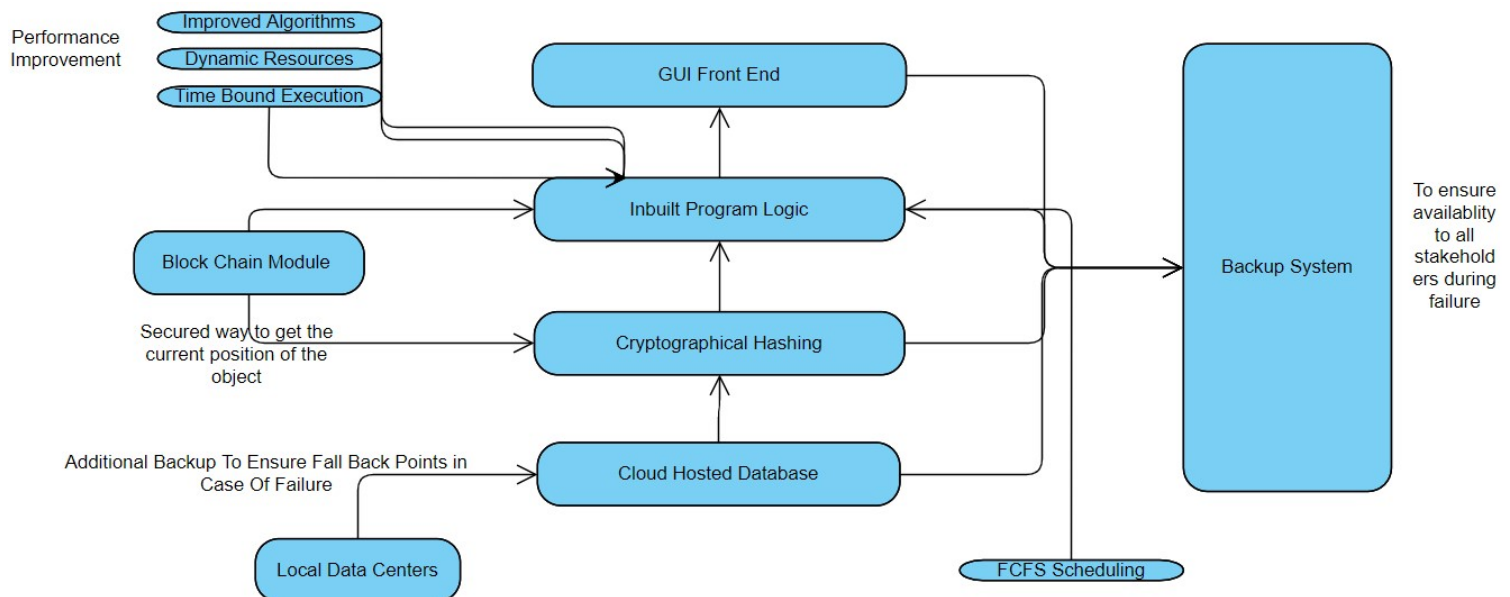 Performance
Improvement
Improved Algorithms
Dynamic Resources
Time Bound Execution
GUI Front End
Inbuilt Program Logic
Block Chain Module
Secured way to get the
current position of the
object
Cryptographical Hashing
Additional Backup To Ensure Fall Back Points in
Case Of Failure
Cloud Hosted Database
Local Data Centers
FCFS Scheduling
Backup System
To ensure
availablity
to all
stakehold
ers during
failure